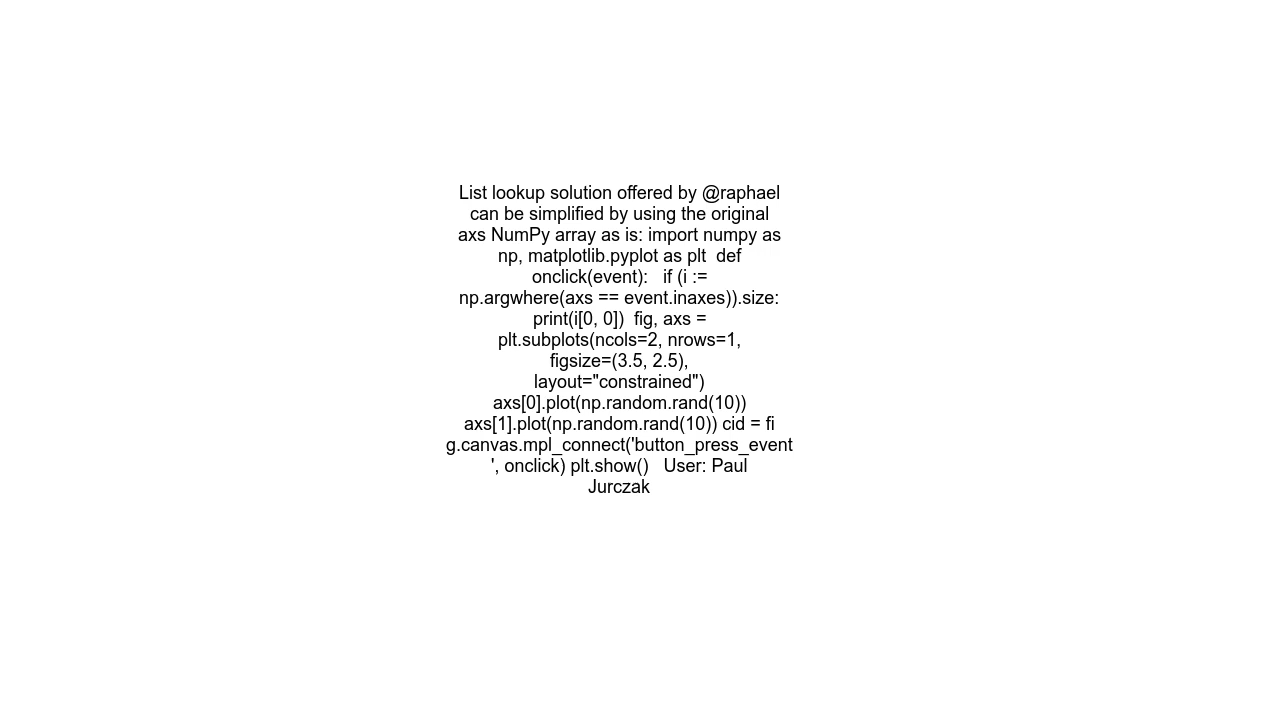 List lookup solution offered by @raphael
can be simplified by using the original
axs NumPy array as is: import numpy as
np, matplotlib.pyplot as plt  def
onclick(event):   if (i :=
np.argwhere(axs == event.inaxes)).size:
print(i[0, 0])  fig, axs =
plt.subplots(ncols=2, nrows=1,
figsize=(3.5, 2.5),
layout="constrained")
axs[0].plot(np.random.rand(10))
axs[1].plot(np.random.rand(10)) cid = fi
g.canvas.mpl_connect('button_press_event
', onclick) plt.show()   User: Paul
Jurczak